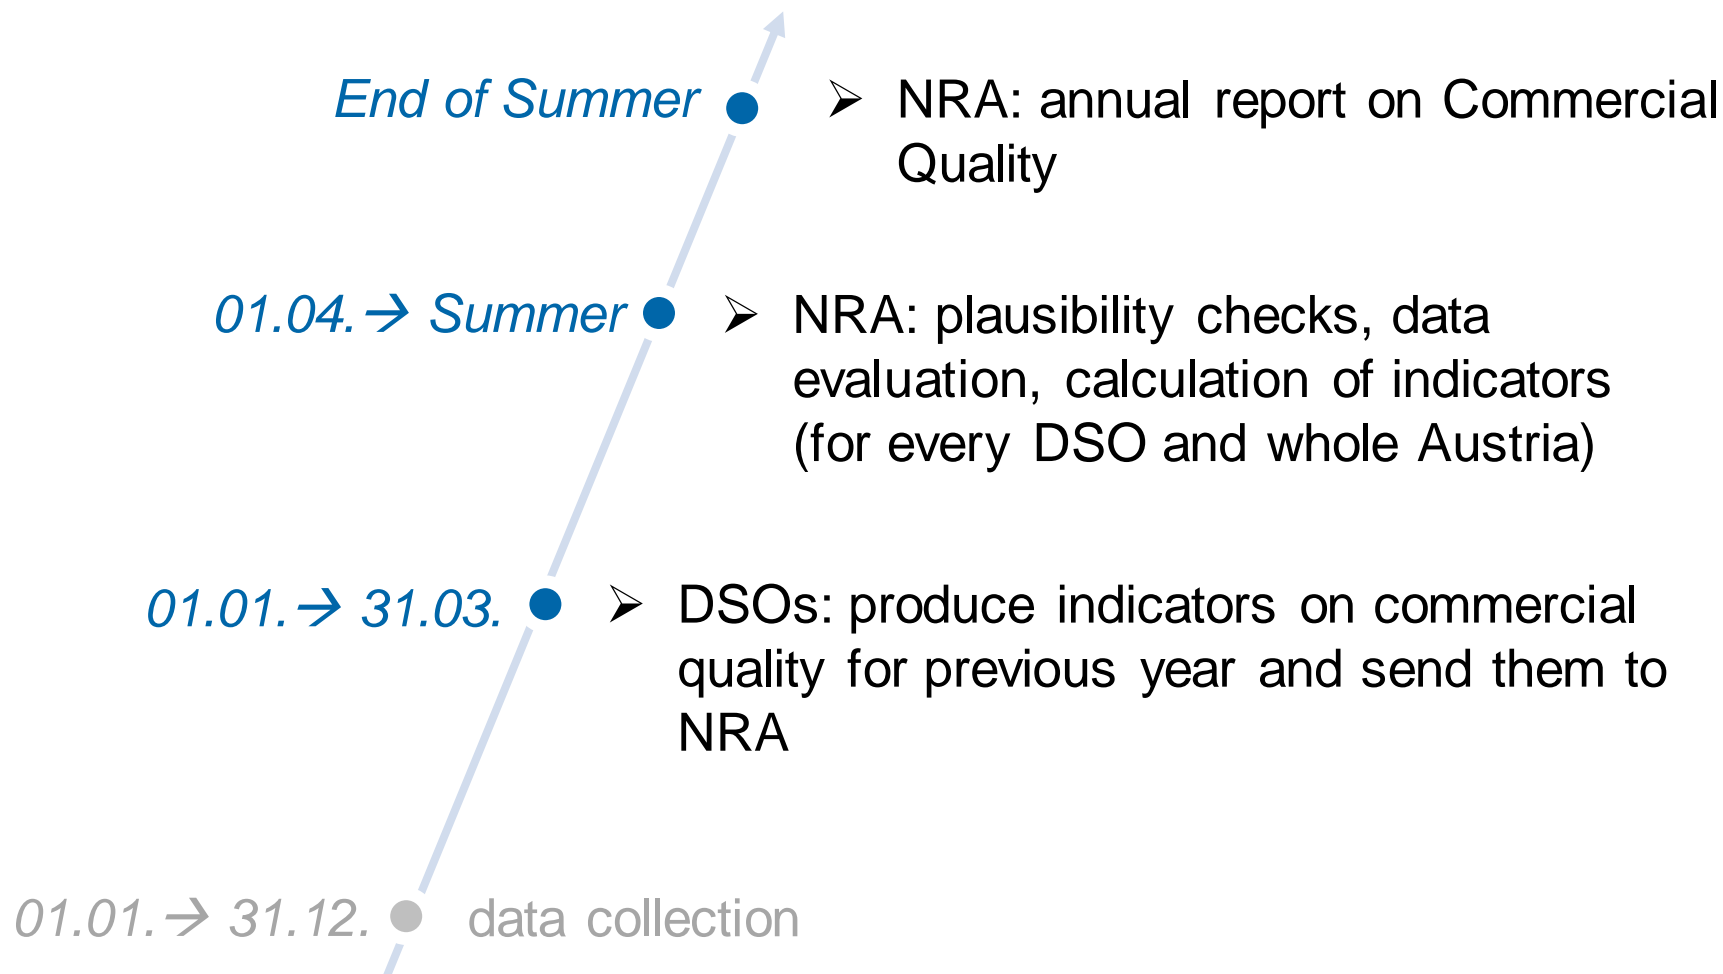 End of Summer
➢ NRA: annual report on Commercial
Quality
01.04.→ Summer
➢ NRA: plausibility checks, data
evaluation, calculation of indicators
(for every DSO and whole Austria)
01.01.→ 31.03.
➢ DSOs: produce indicators on commercial
quality for previous year and send them to
NRA
01.01.→ 31.12.
data collection